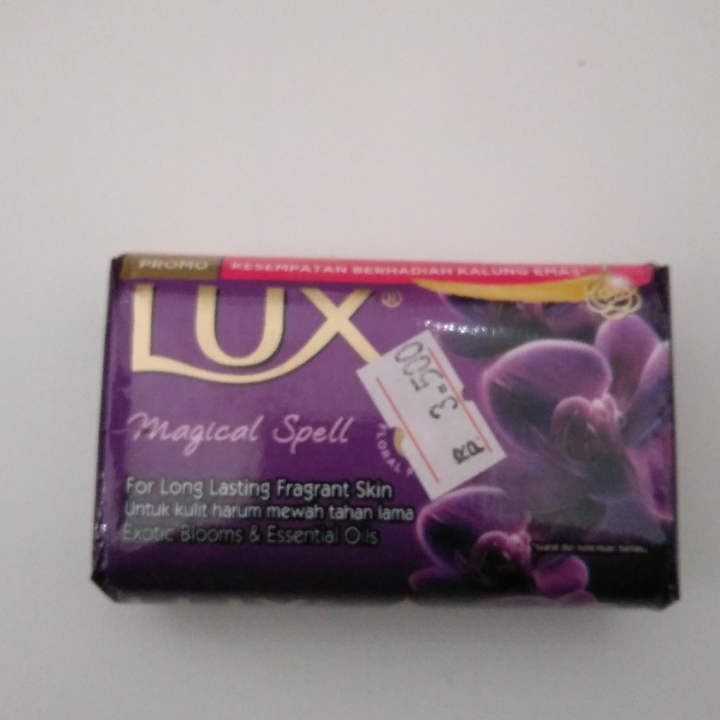 PROMO KESEMPATAN BERHADIAH KALUNG EMAS*
LUX®
Rp. 3.500
Magical Spell
FLORAL
For Long Lasting Fragrant Skin
Untuk kulit harum mewah tahan lama
Exotic Blooms & Essential Oils